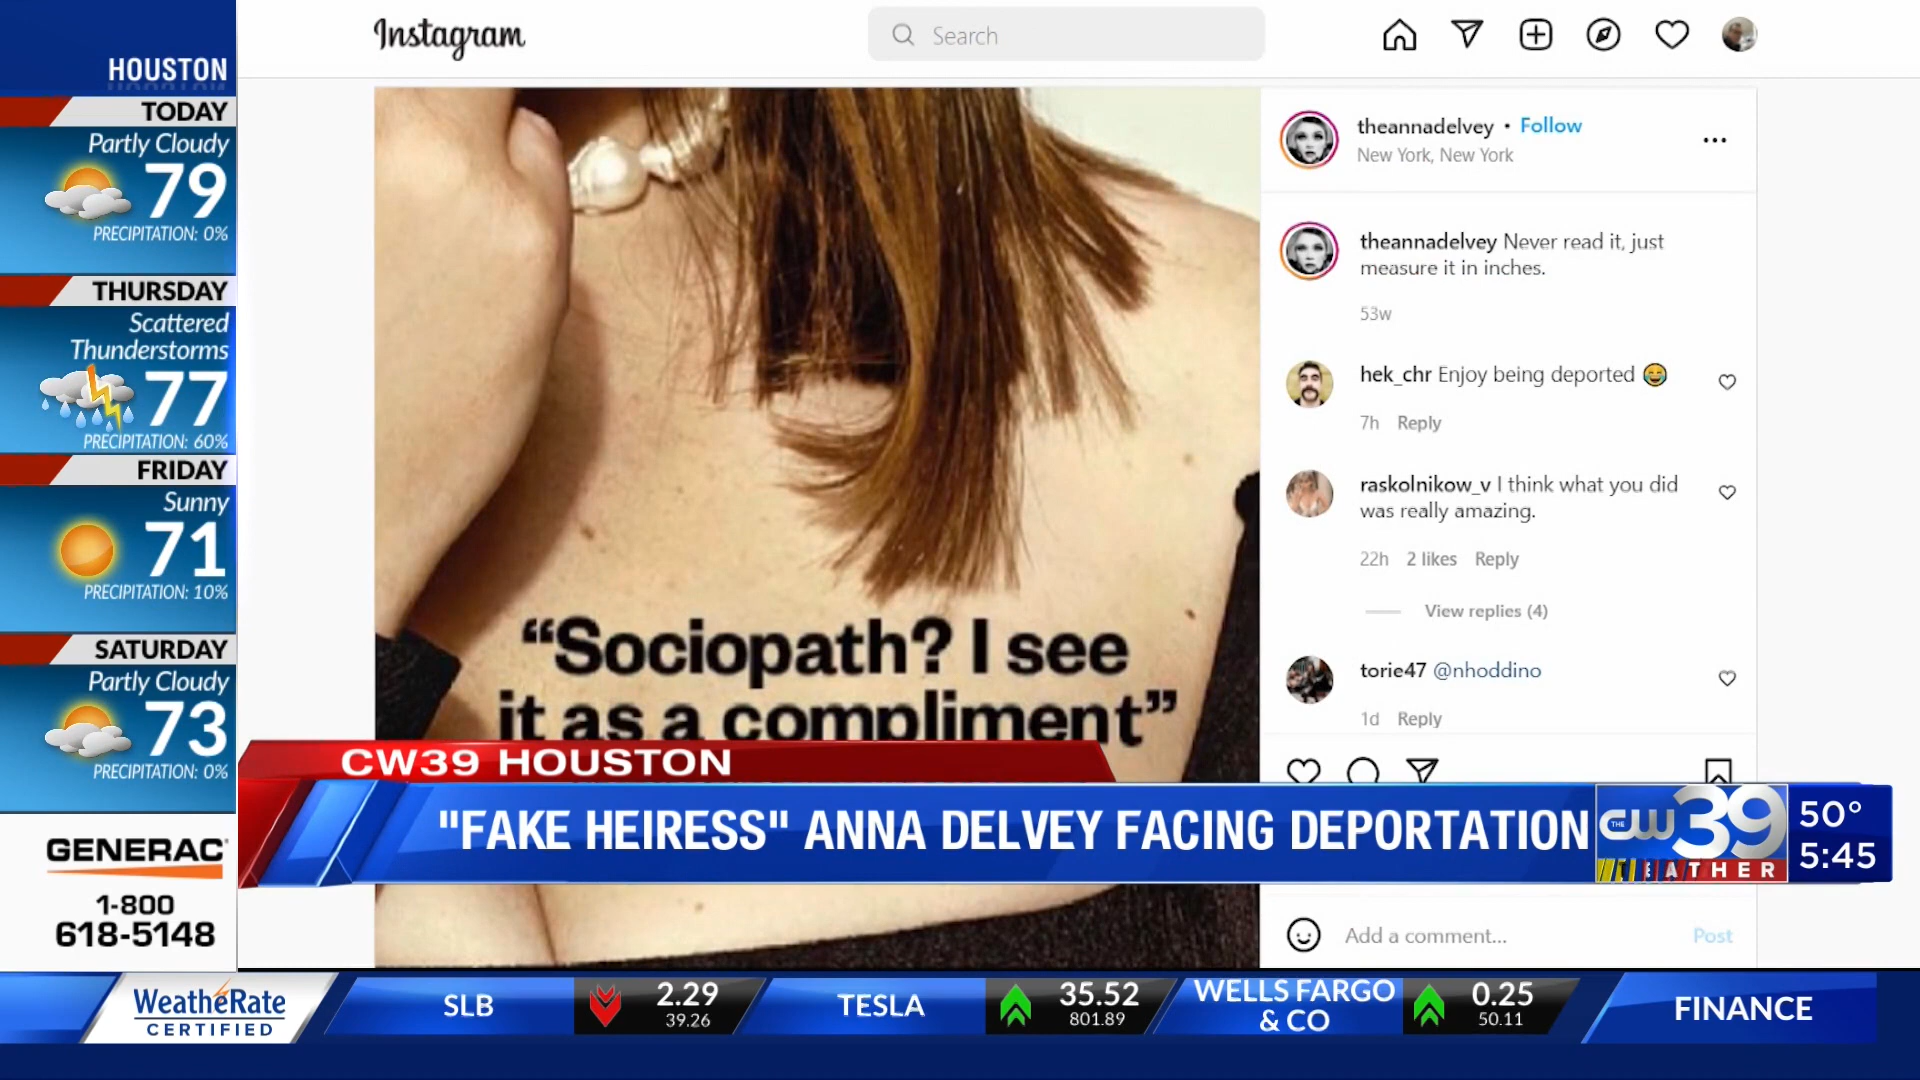 HOUSTON
TODAY
Partly Cloudy
79
PRECIPITATION: 0%
THURSDAY
Scattered
Thunderstorms
77
PRECIPITATION: 60%
FRIDAY
Sunny
71
PRECIPITATION: 10%
SATURDAY
Partly Cloudy
73
PRECIPITATION: 0%
GENERAC
1-800
618-5148
Instagram
Search
theannadelvey • Follow
New York, New York
theannadelvey Never read it, just
measure it in inches.
53w
hek_chr Enjoy being deported 😂
7h Reply
raskolnikow_v I think what you did
was really amazing.
22h 2 likes Reply
View replies (4)
torie47 @nhoddino
1d Reply
Add a comment...
Post
“Sociopath? I see
it as a compliment”
CW39 HOUSTON
"FAKE HEIRESS" ANNA DELVEY FACING DEPORTATION
THE CW 39
WEATHER
50°
5:45
WeatheRate
CERTIFIED
SLB
2.29
39.26
TESLA
35.52
801.89
WELLS FARGO
& CO
0.25
50.11
FINANCE